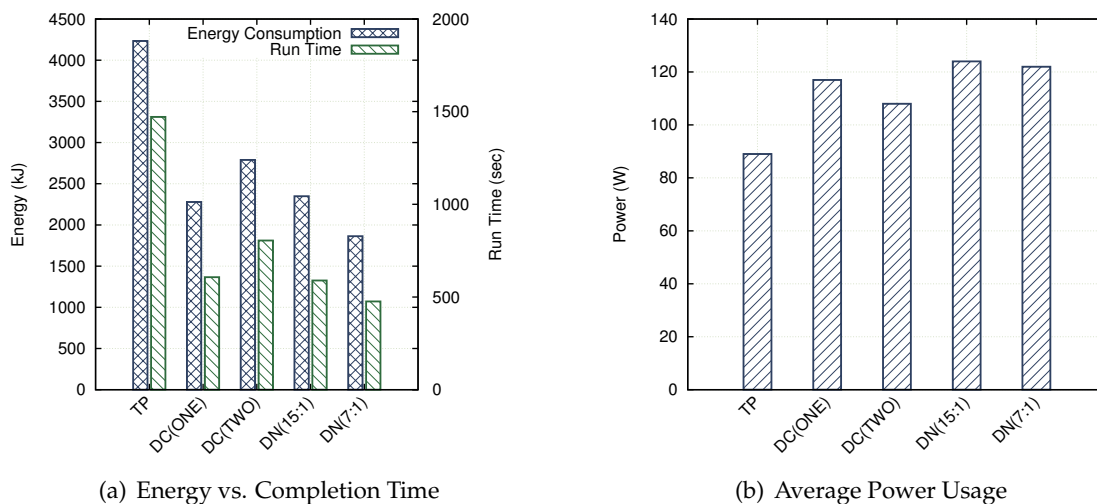 Energy (kJ)
4500
4000
3500
3000
2500
2000
1500
1000
500
0
Energy Consumption
Run Time
2000
1500
1000
500
0
Run Time (sec)
TP
DC(ONE)
DC(TWO)
DN(15:1)
DN(7:1)
(a) Energy vs. Completion Time
Power (W)
140
120
100
80
60
40
20
0
TP
DC(ONE)
DC(TWO)
DN(15:1)
DN(7:1)
(b) Average Power Usage